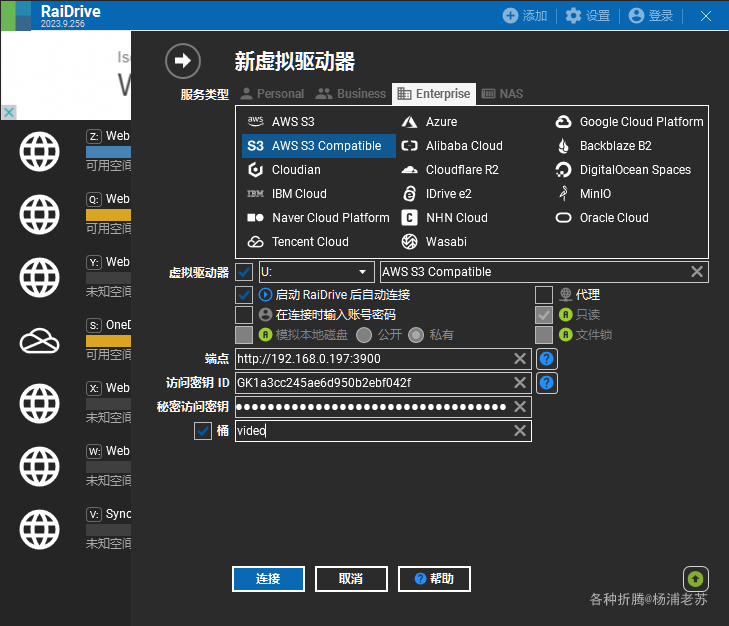 RaiDrive
2023.9.256
添加 设置 登录
新虚拟驱动器
服务类型 Personal Business Enterprise NAS
aws AWS S3 Azure Google Cloud Platform
S3 AWS S3 Compatible Alibaba Cloud Backblaze B2
Cloudian Cloudflare R2 DigitalOcean Spaces
IBM IBM Cloud IDrive e2 MinIO
Naver Cloud Platform NHN Cloud Oracle Cloud
Tencent Cloud Wasabi
虚拟驱动器 U: AWS S3 Compatible
启动 RaiDrive 后自动连接 代理
在连接时输入账号密码 只读
模拟本地磁盘 公开 私有 文件锁
端点 http://192.168.0.197:3900
访问密钥 ID GK1a3cc245ae6d950b2ebf042f
秘密访问密钥
桶 video
连接 取消 帮助
Z: Web
可用空间
Q: Web
可用空间
Y: Web
未知空间
S: OneD
可用空间
X: Web
未知空间
W: Web
未知空间
V: Sync
未知空间
各种折腾@杨浦老苏